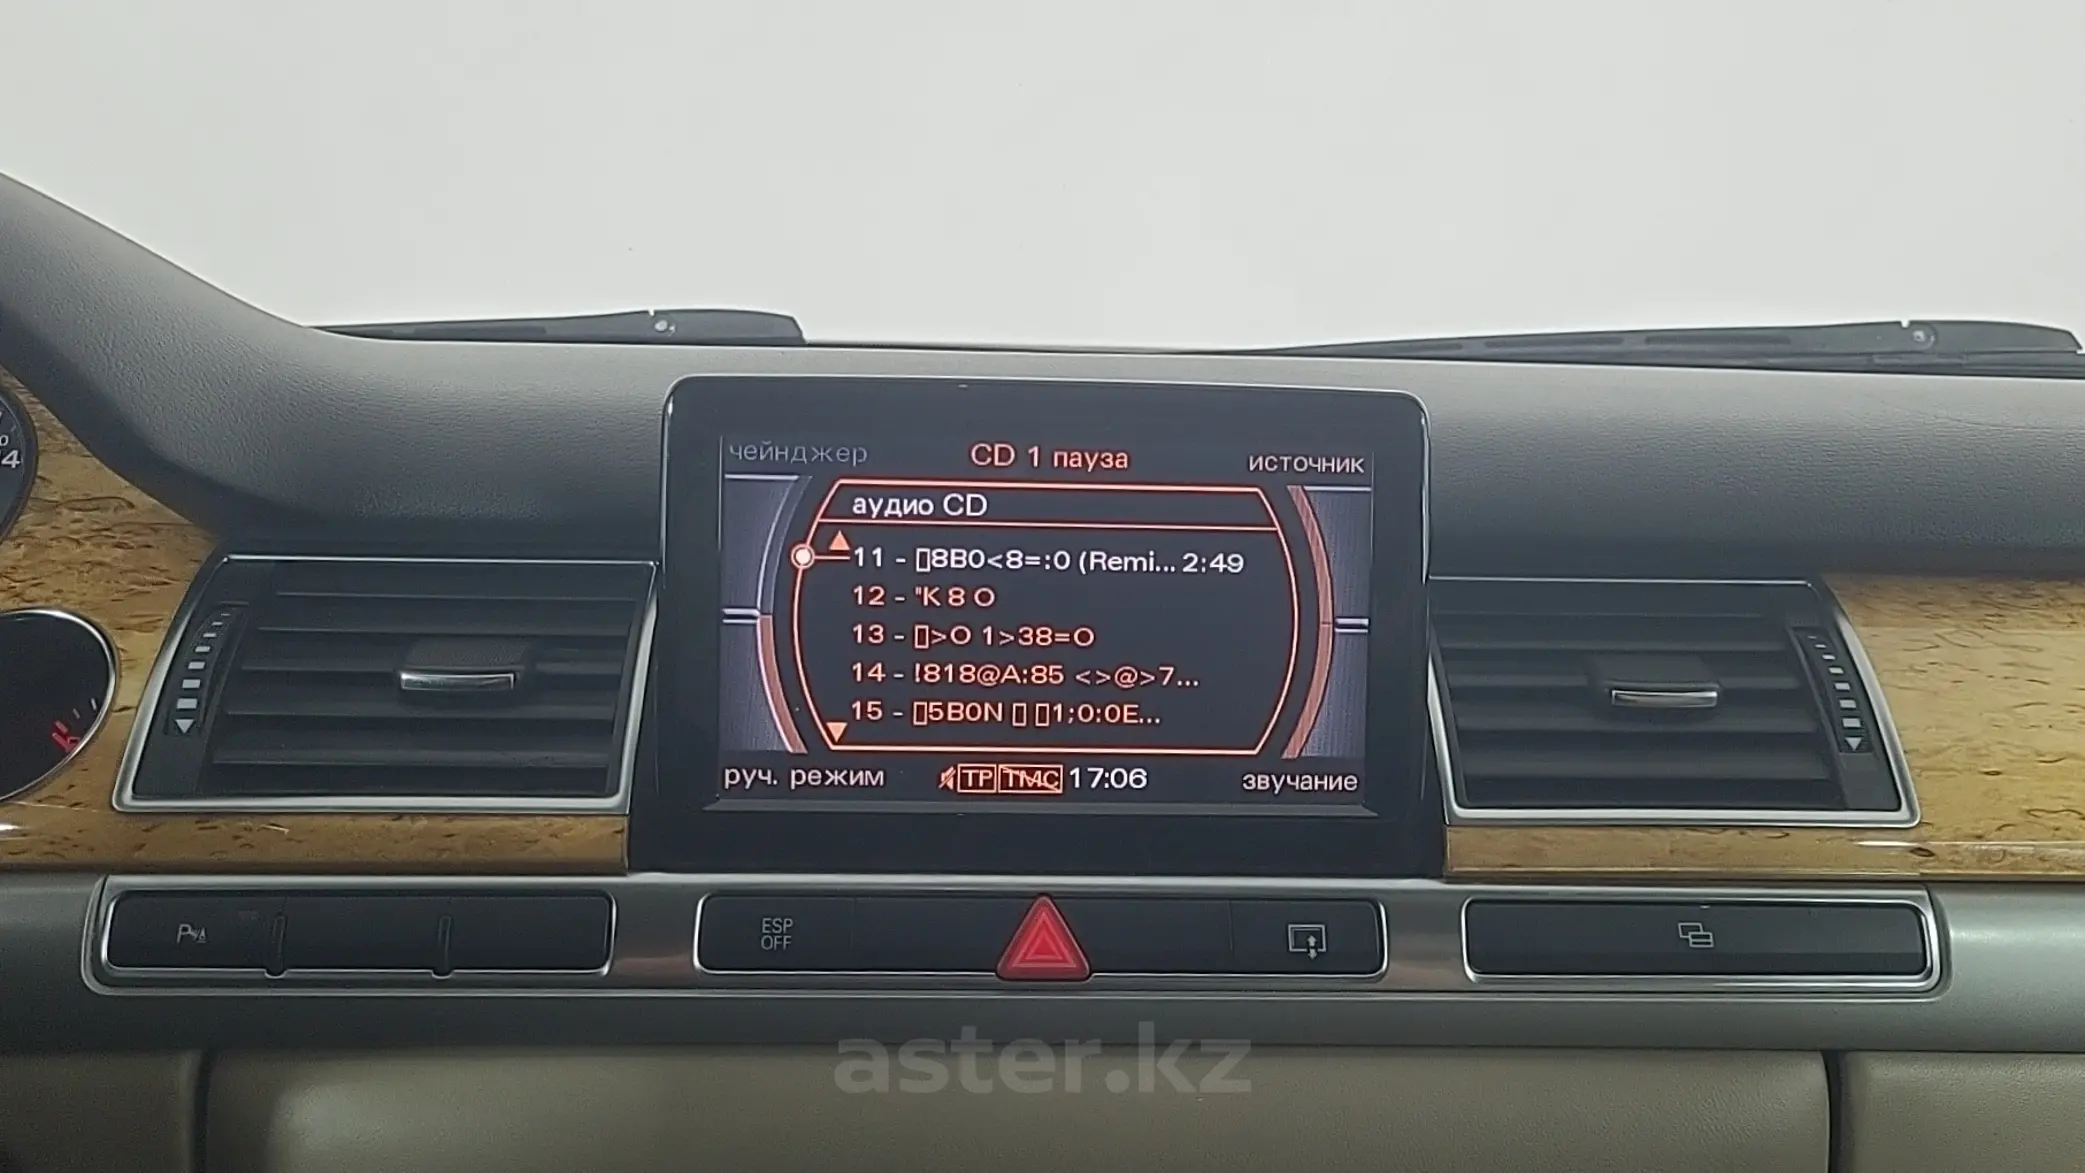 чейнджер CD 1 пауза источник
аудио CD
11 - ▯8B0<8=:0 (Remi... 2:49
12 - "K 8 O
13 - ▯>O 1>38=O
14 - !818@A:85 <>@>7...
15 - ▯5B0N ▯ ▯1;0:0E...
руч. режим TP TMC 17:06 звучание
4
P
ESP
OFF
aster.kz